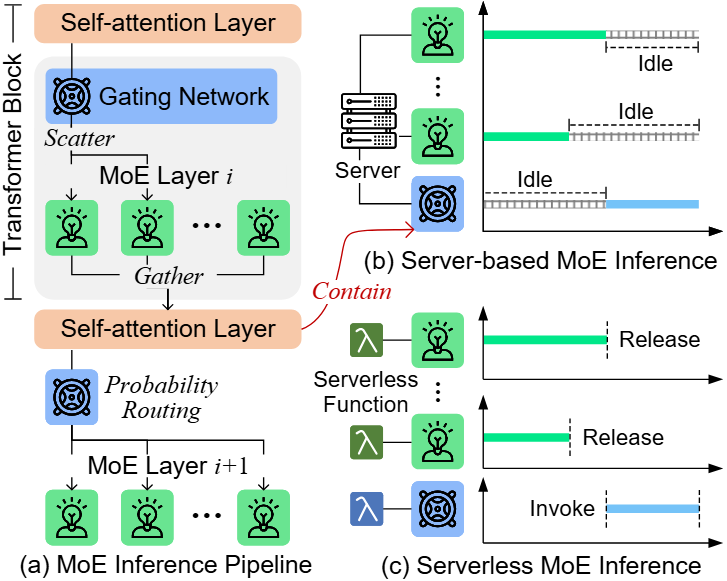 Transformer Block
Self-attention Layer
Gating Network
Scatter
MoE Layer i
...
Gather
Self-attention Layer
Contain
Probability
Routing
MoE Layer i+1
...
(a) MoE Inference Pipeline
Idle
...
Idle
Server
Idle
(b) Server-based MoE Inference
λ
Release
Serverless
Function
...
λ
Release
λ
Invoke
(c) Serverless MoE Inference